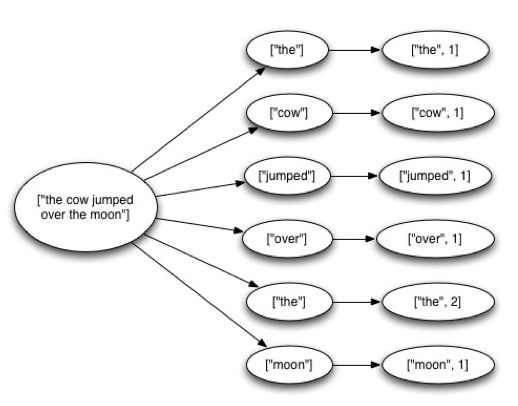 ["the"]
["the", 1]
["cow"]
["cow", 1]
["jumped"]
["jumped", 1]
["the cow jumped
over the moon"]
["over"]
["over", 1]
["the"]
["the", 2]
["moon"]
["moon", 1]